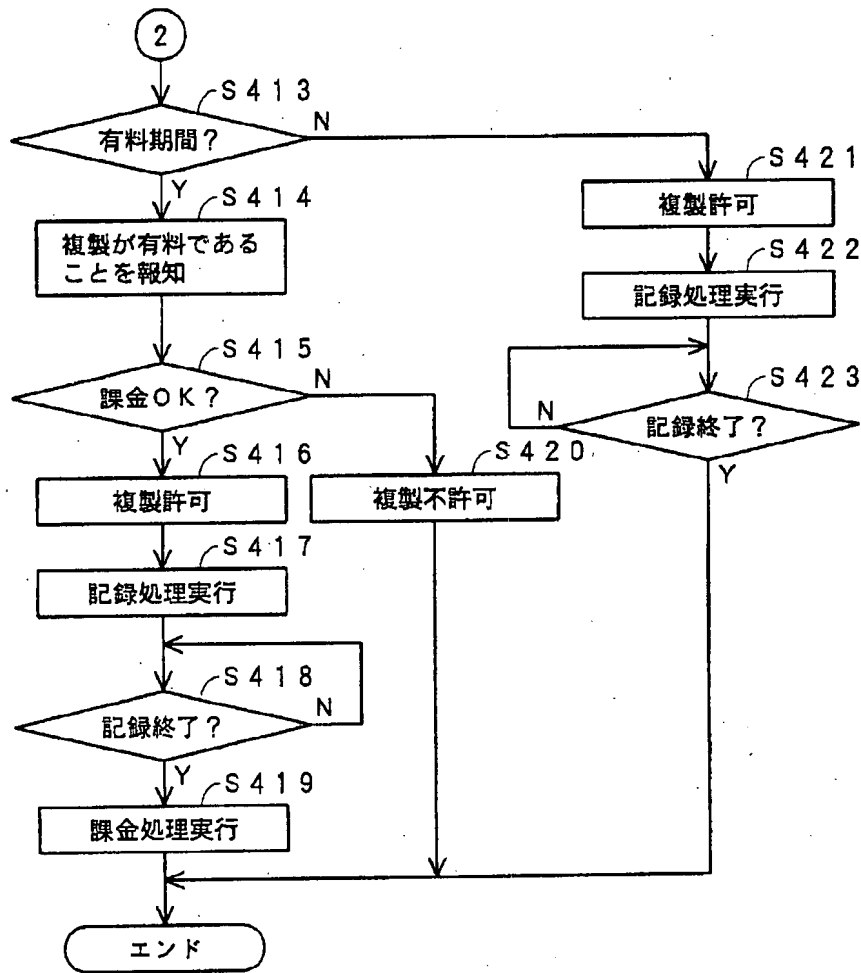 2
S413
有料期間?
N
Y
S414
複製が有料である
ことを報知
S415
課金OK?
N
Y
S416
複製許可
S417
記録処理実行
S418
記録終了?
N
Y
S419
課金処理実行
S420
複製不許可
S421
複製許可
S422
記録処理実行
S423
記録終了?
N
Y
エンド